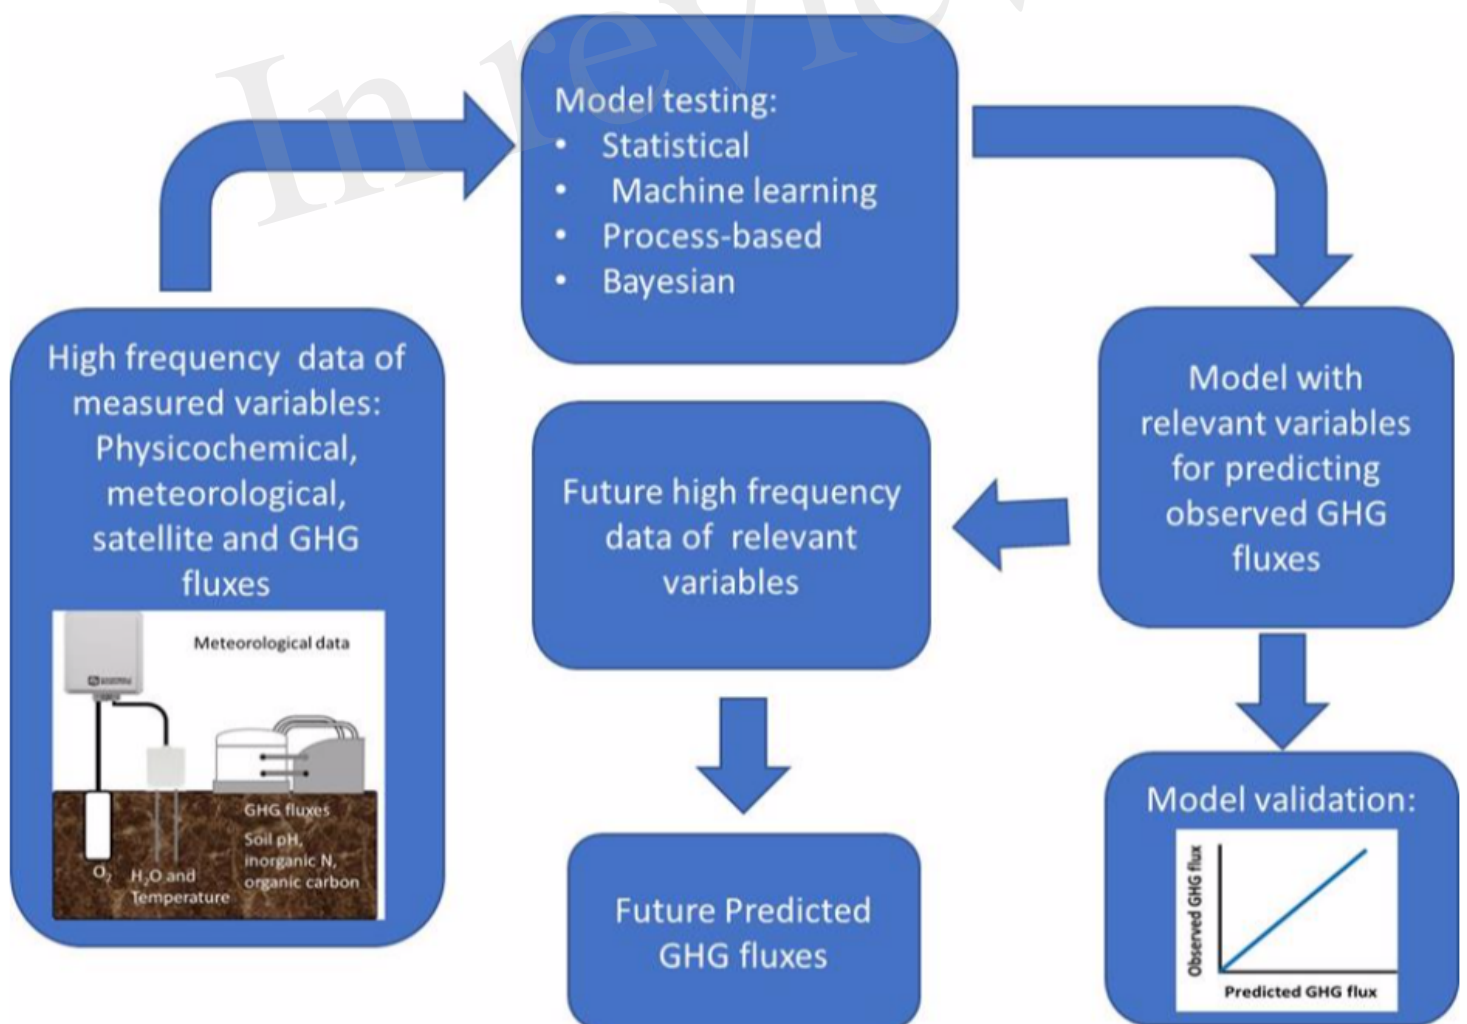 In review
Model testing:
• Statistical
• Machine learning
• Process-based
• Bayesian
High frequency data of
measured variables:
Physicochemical,
meteorological,
satellite and GHG
fluxes
Meteorological data
GHG fluxes
Soil pH,
inorganic N,
organic carbon
O₂
H₂O and
Temperature
Model with
relevant variables
for predicting
observed GHG
fluxes
Future high frequency
data of relevant
variables
Future Predicted
GHG fluxes
Model validation:
Observed GHG flux
Predicted GHG flux